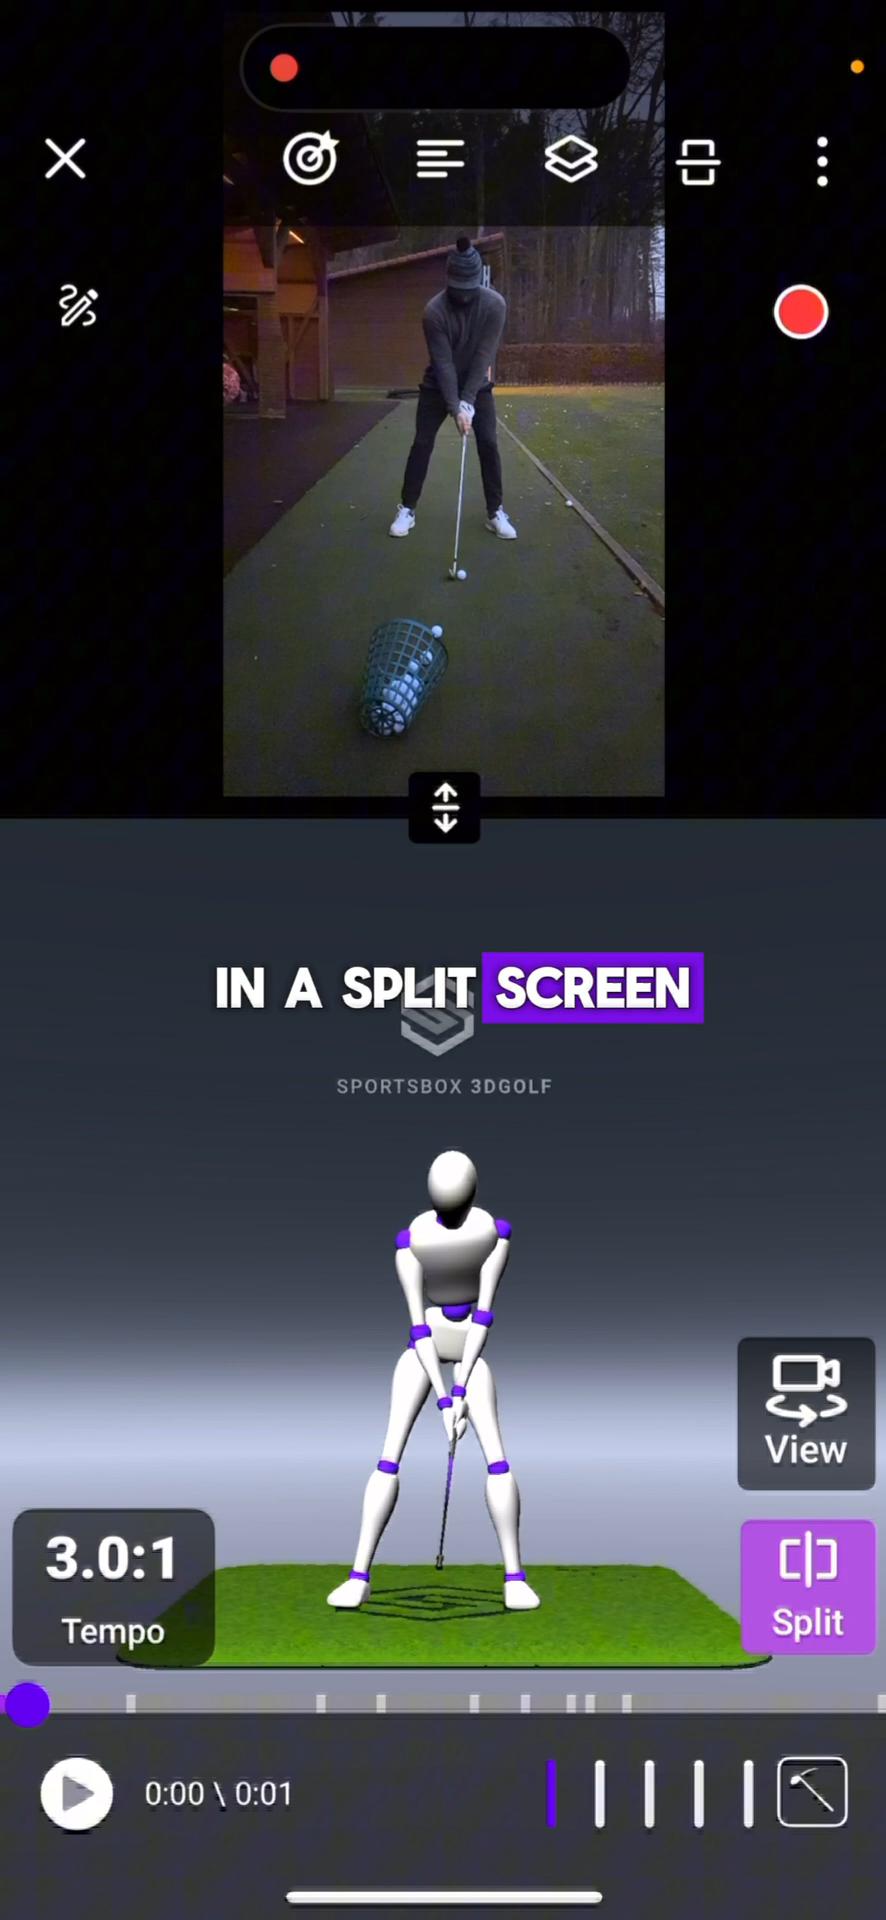 IN A SPLIT SCREEN
SPORTSBOX 3DGOLF
View
3.0:1
Tempo
Split
0:00 \ 0:01